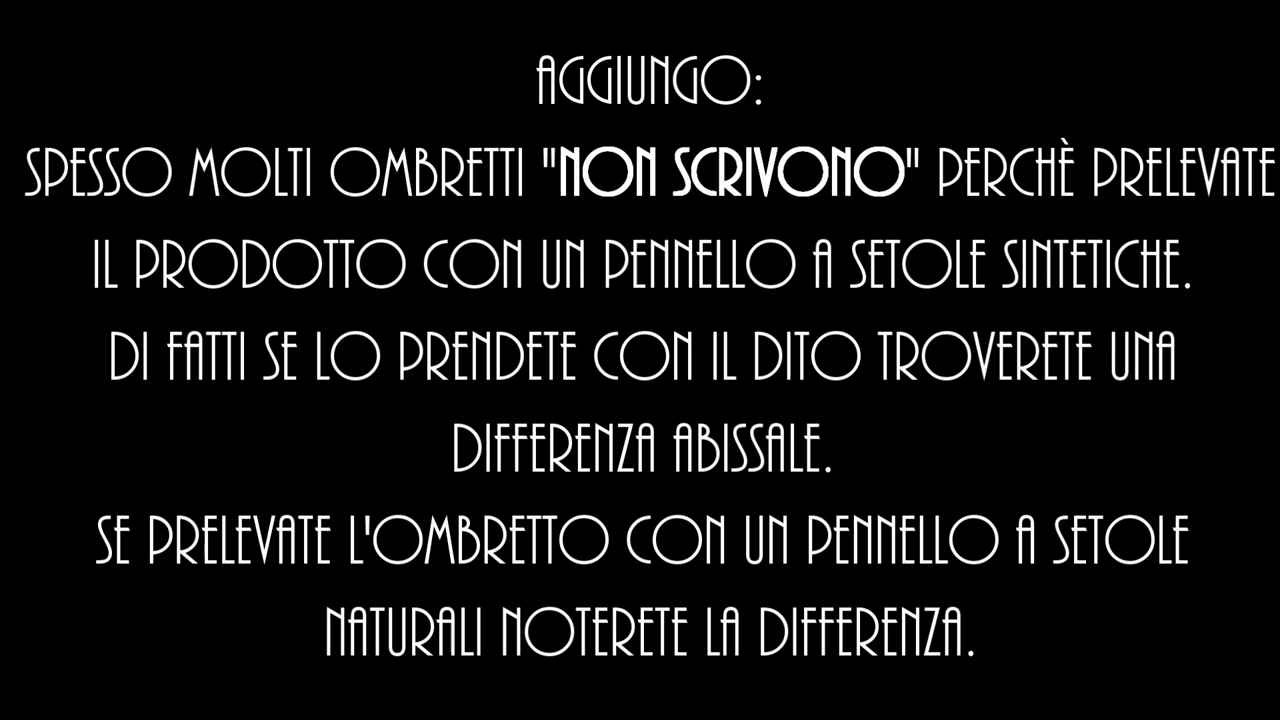 AGGIUNGO:
SPESSO MOLTI OMBRETTI "NON SCRIVONO" PERCHÈ PRELEVATE
IL PRODOTTO CON UN PENNELLO A SETOLE SINTETICHE.
DI FATTI SE LO PRENDETE CON IL DITO TROVERETE UNA
DIFFERENZA ABISSALE.
SE PRELEVATE L'OMBRETTO CON UN PENNELLO A SETOLE
NATURALI NOTERETE LA DIFFERENZA.